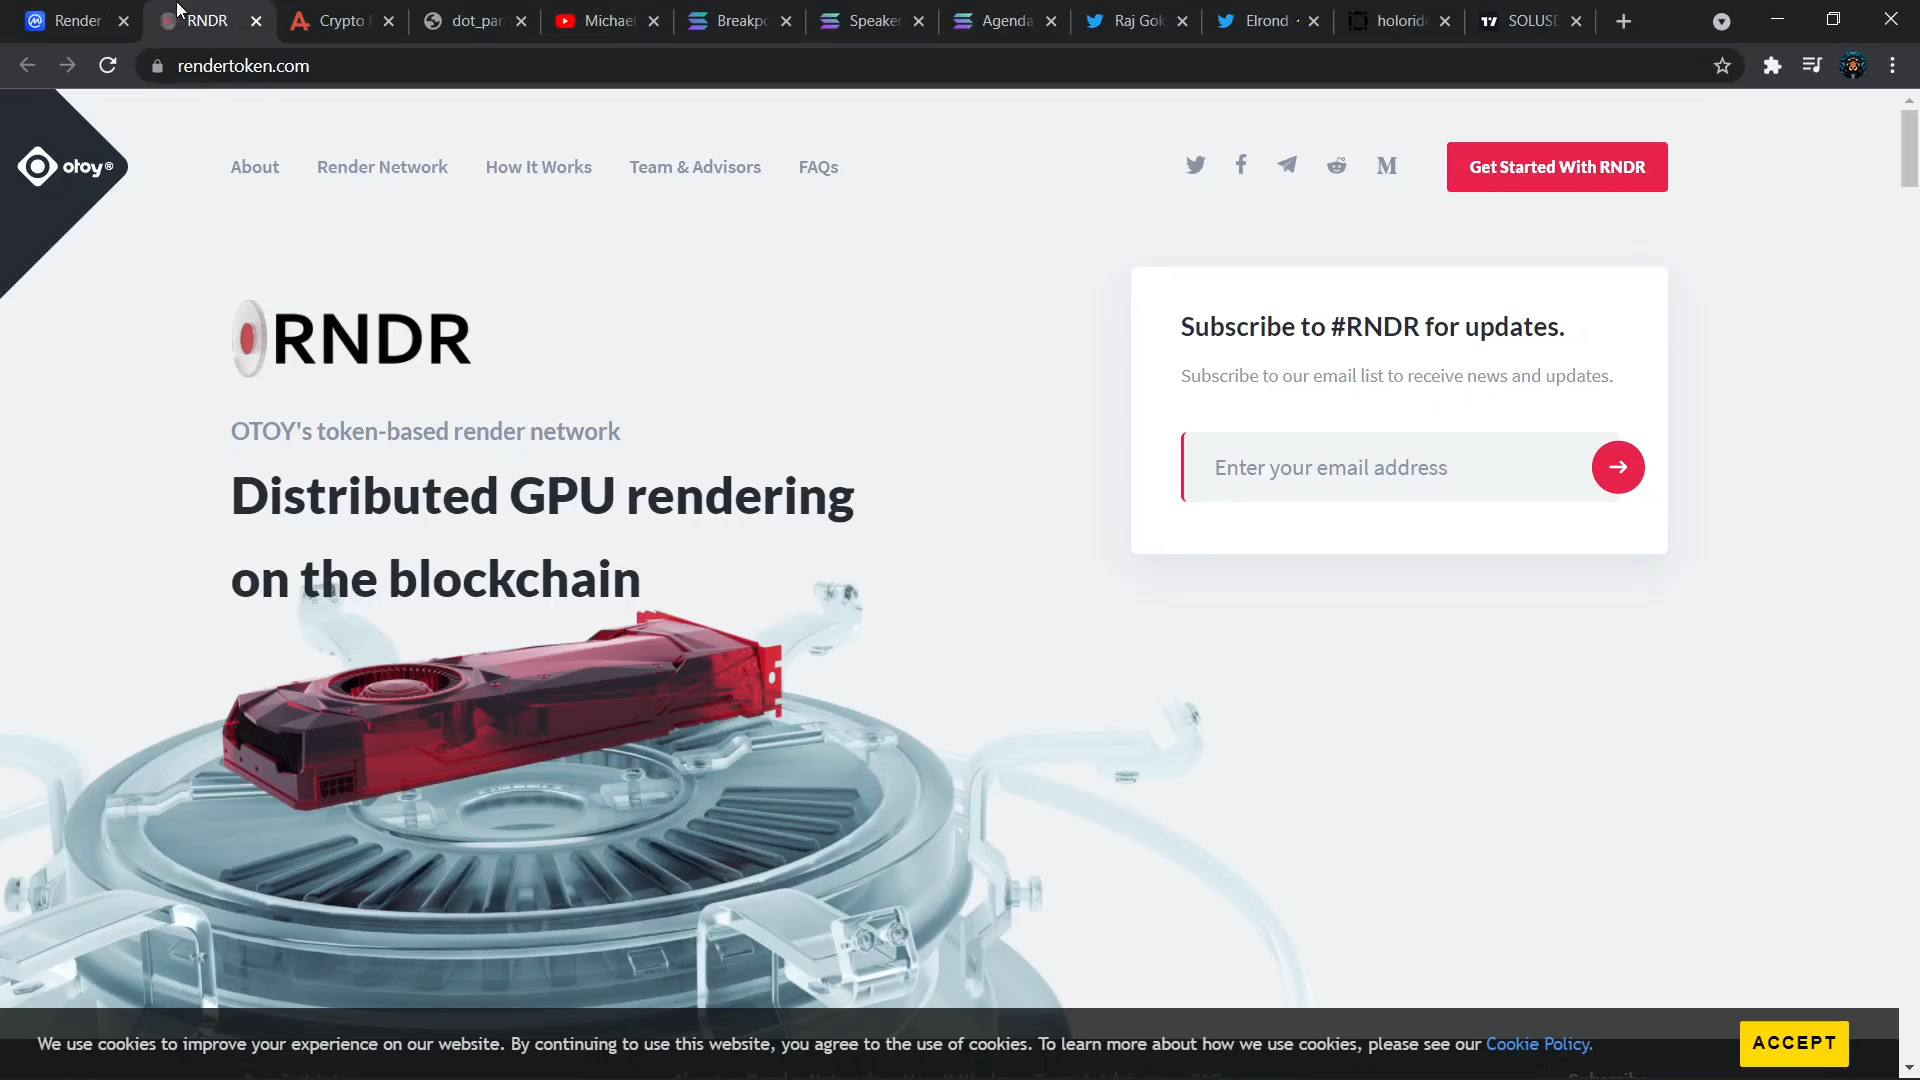 Render
RNDR
Crypto
dot_par
Michael
Breakpo
Speaker
Agenda
Raj Gok
Elrond
holoride
SOLUSD
rendertoken.com
otoy®
About
Render Network
How It Works
Team & Advisors
FAQs
M
Get Started With RNDR
RNDR
OTOY's token-based render network
Distributed GPU rendering
on the blockchain
Subscribe to #RNDR for updates.
Subscribe to our email list to receive news and updates.
Enter your email address
We use cookies to improve your experience on our website. By continuing to use this website, you agree to the use of cookies. To learn more about how we use cookies, please see our Cookie Policy.
ACCEPT